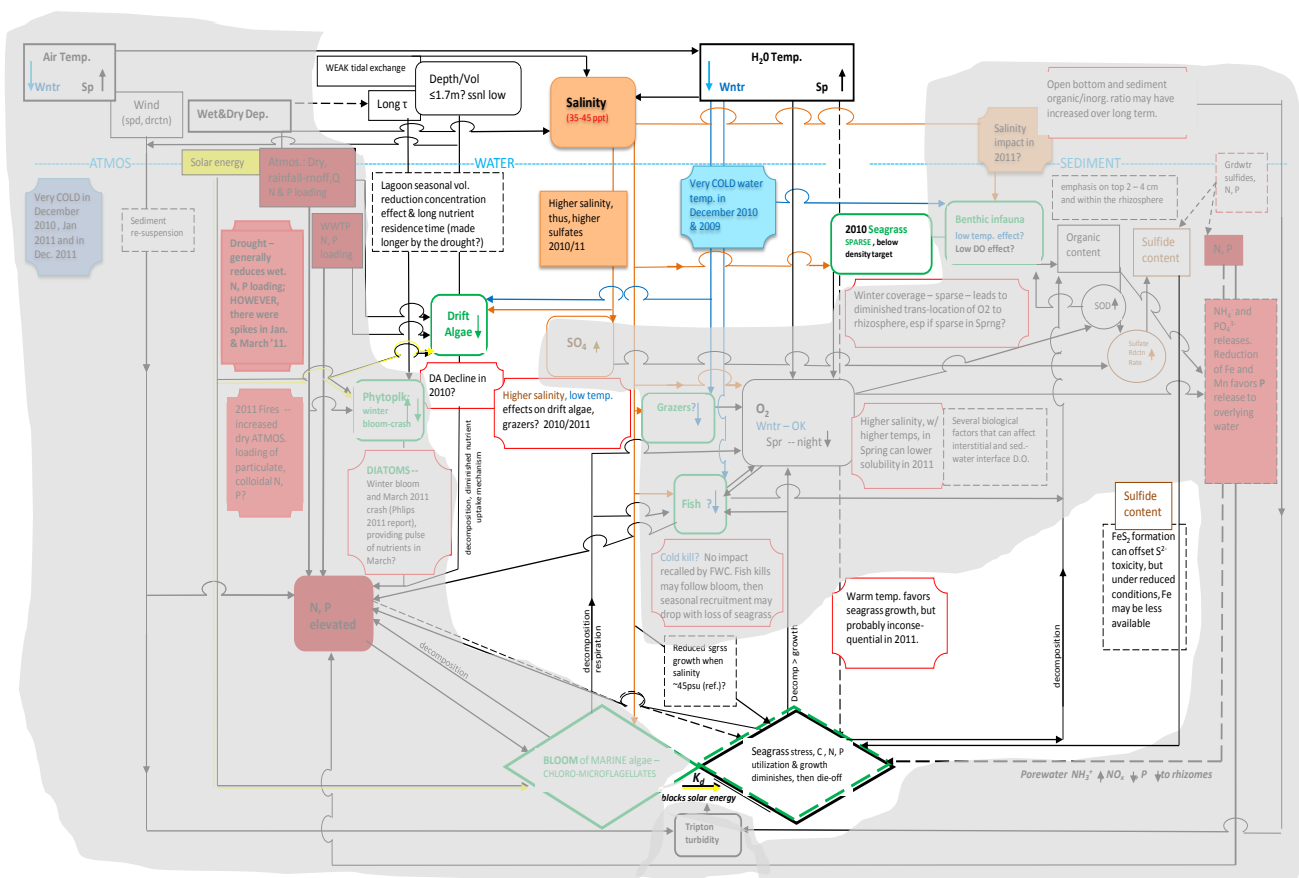 Air Temp.
Wntr Sp
WEAK tidal exchange
Depth/Vol
≤1.7m? ssnl low
H20 Temp.
Wntr Sp
Wind
(spd, drctn)
Wet&Dry Dep.
Long τ
Salinity
(35-45 ppt)
Salinity
impact in
2011?
Open bottom and sediment
organic/inorg. ratio may have
increased over long term.
ATMOS
Solar energy
Atmos.: Dry,
rainfall-rnoff,Q
N & P loading
WATER
SEDIMENT
Grdwtr
sulfides,
N, P
Very COLD in
December
2010 , Jan
2011 and in
Dec. 2011
Sediment
re-suspension
Drought –
generally
reduces wet.
N, P loading;
HOWEVER,
there were
spikes in Jan.
& March '11.
WWTP
N, P
loading
Lagoon seasonal vol.
reduction concentration
effect & long nutrient
residence time (made
longer by the drought?)
Higher salinity,
thus, higher
sulfates
2010/11
Very COLD water
temp. in
December 2010
& 2009
2010 Seagrass
SPARSE , below
density target
Benthic infauna
low temp. effect?
Low DO effect?
emphasis on top 2 – 4 cm
and within the rhizosphere
Organic
content
Sulfide
content
N, P
Winter coverage – sparse – leads to
diminished trans-location of O2 to
rhizosphere, esp if sparse in Sprng?
SOD
Sulfate
Rdctn
Rate
NH4 and
PO4 3-
releases.
Reduction
of Fe and
Mn favors P
release to
overlying
water
Drift
Algae
SO4
DA Decline in
2010?
Higher salinity, low temp.
effects on drift algae,
grazers? 2010/2011
2011 Fires --
increased
dry ATMOS.
loading of
particulate,
colloidal N,
P?
Phytoplk:
winter
bloom-crash
Grazers?
O2
Wntr – OK
Spr -- night
Higher salinity, w/
higher temps, in
Spring can lower
solubility in 2011
Several biological
factors that can affect
interstitial and sed.-
water interface D.O.
decomposition, diminished nutrient
uptake mechanism
DIATOMS --
Winter bloom
and March 2011
crash (Phlips
2011 report),
providing pulse
of nutrients in
March?
Fish ?
Sulfide
content
FeS2 formation
can offset S2-
toxicity, but
under reduced
conditions, Fe
may be less
available
Cold kill? No impact
recalled by FWC. Fish kills
may follow bloom, then
seasonal recruitment may
drop with loss of seagrass
Warm temp. favors
seagrass growth, but
probably inconse-
quential in 2011.
N, P
elevated
decomposition
decomposition
respiration
Reduced sgrss
growth when
salinity
~45psu (ref.)?
Decomp > growth
decomposition
BLOOM of MARINE algae –
CHLORO-MICROFLAGELLATES
Kd
blocks solar energy
Seagrass stress, C , N, P
utilization & growth
diminishes, then die-off
Porewater NH3+ NOx P to rhizomes
Tripton
turbidity